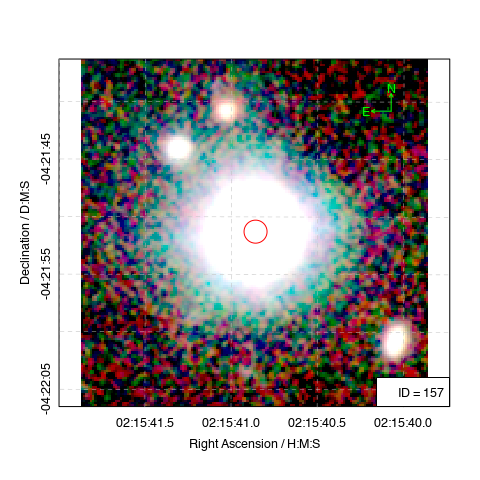 N
E
-04:21:45
-04:21:55
-04:22:05
Declination / D:M:S
ID = 157
02:15:41.5 02:15:41.0 02:15:40.5 02:15:40.0
Right Ascension / H:M:S